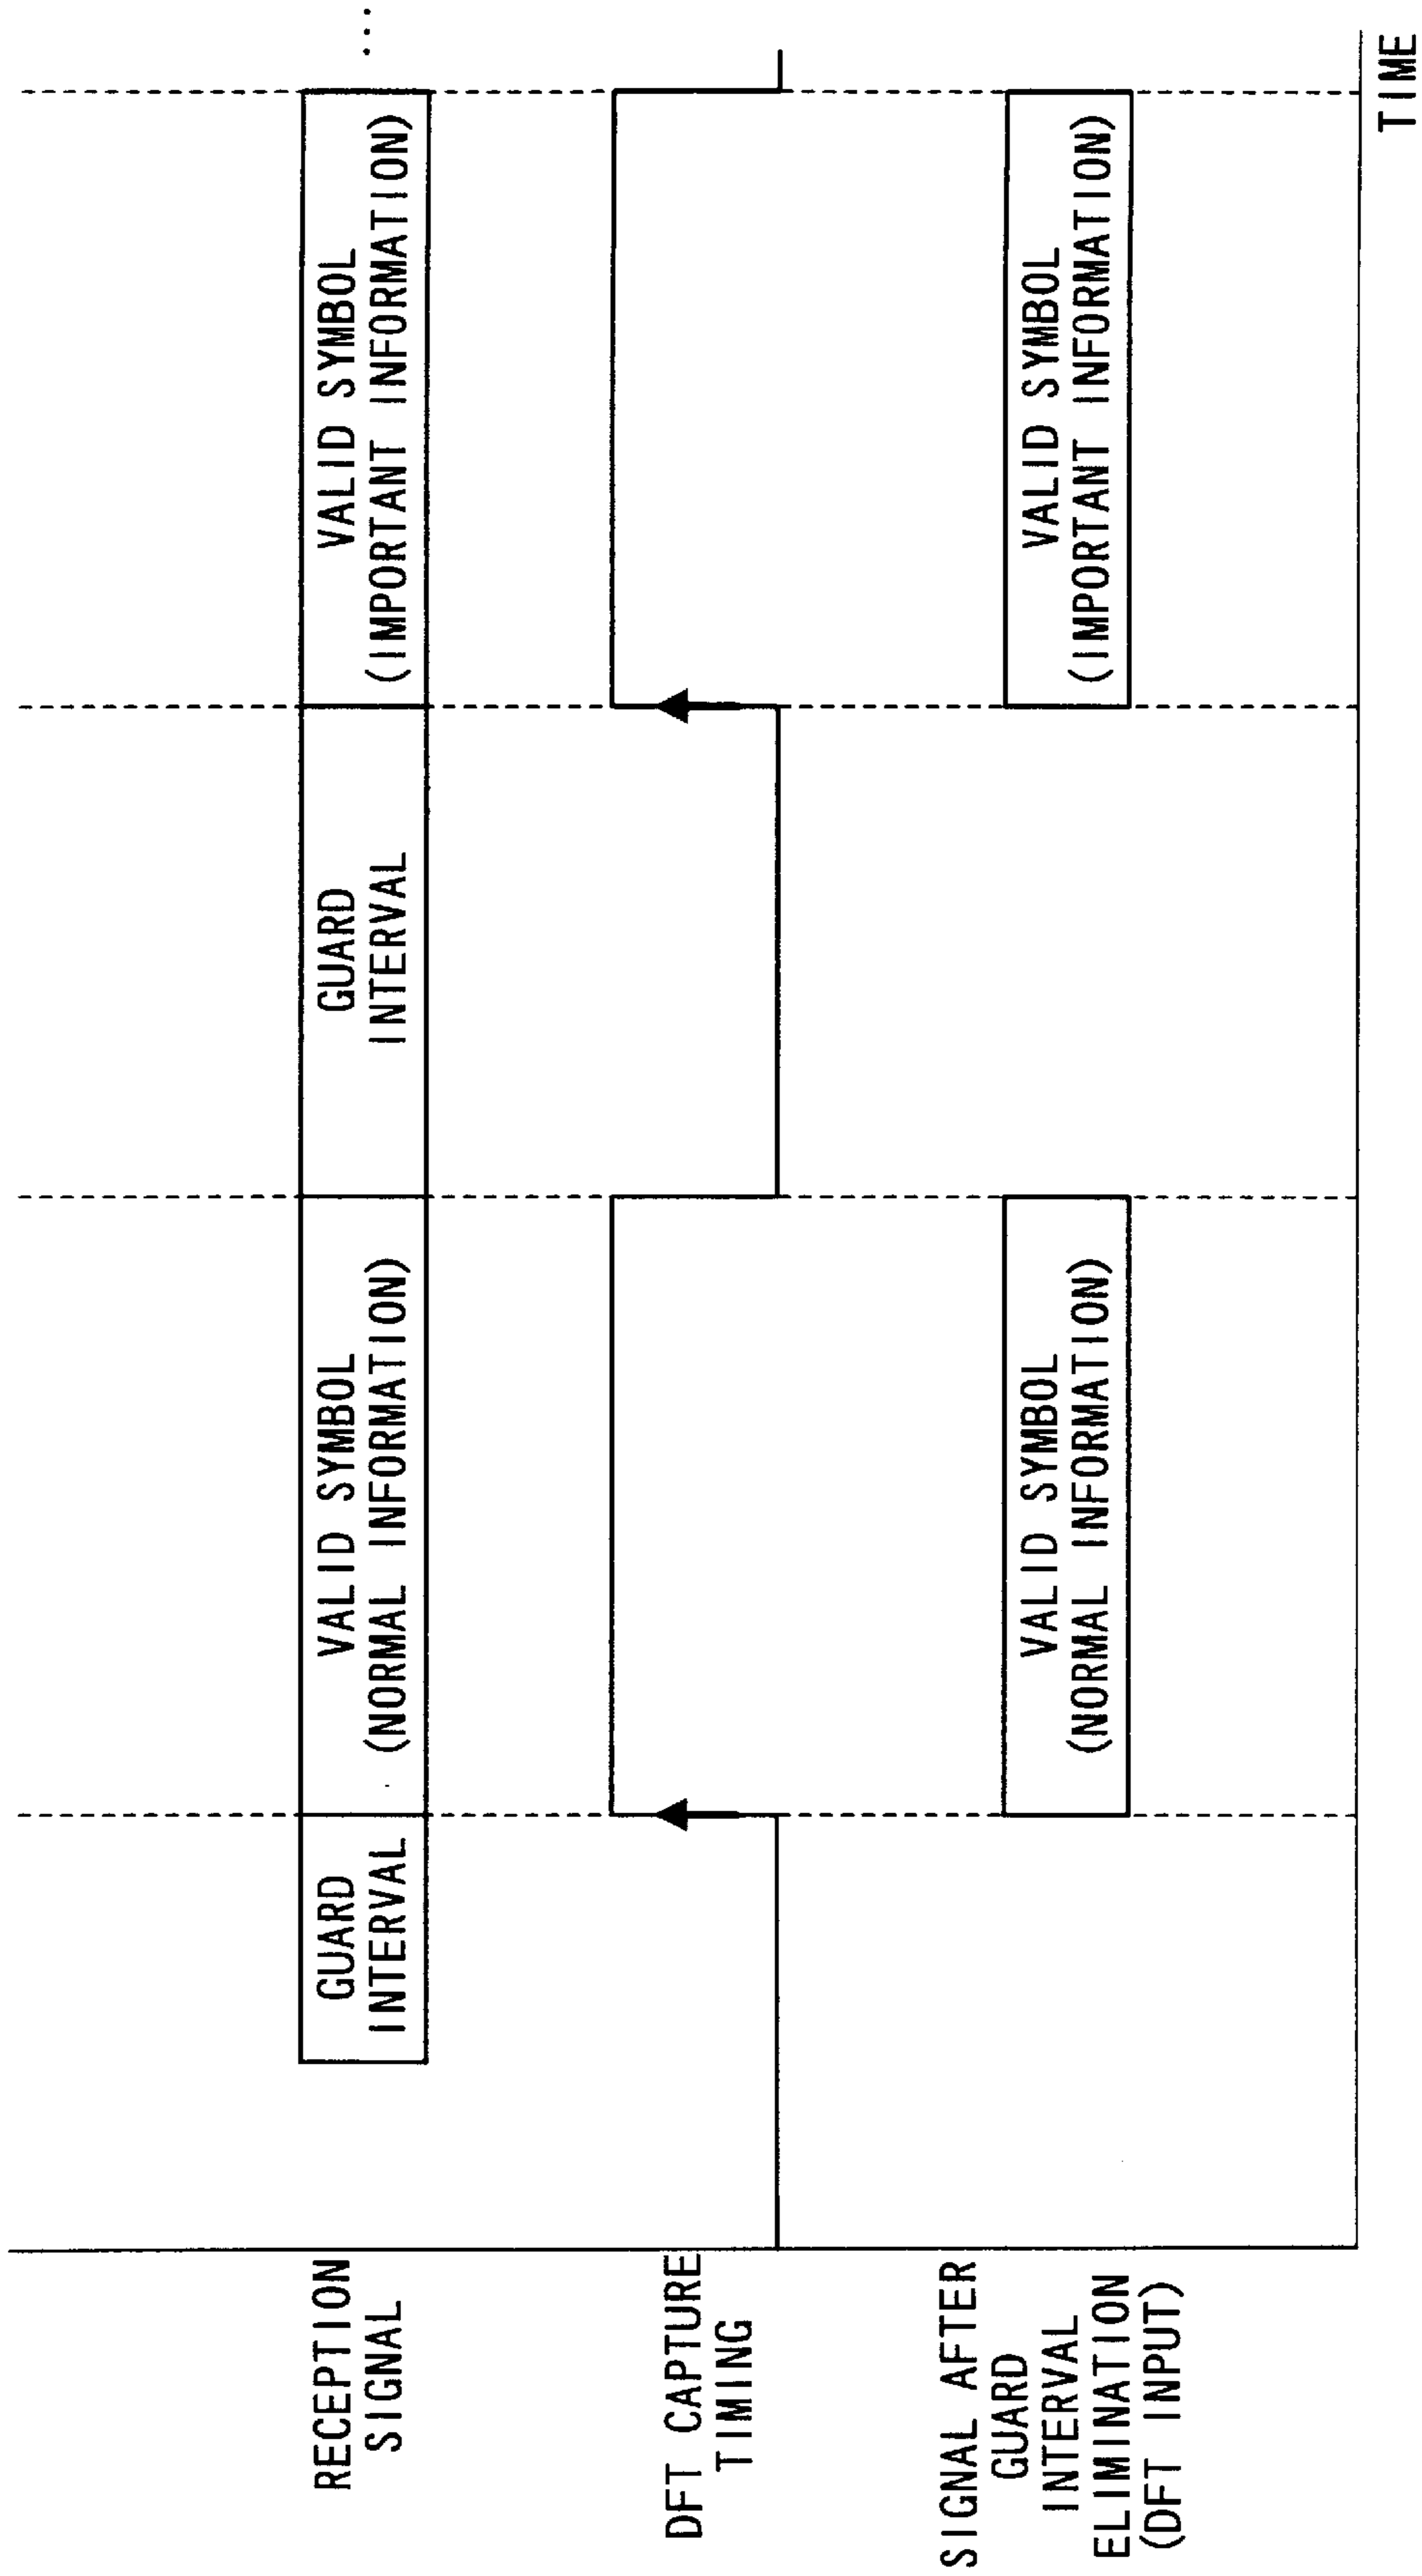 RECEPTION
SIGNAL
GUARD
INTERVAL
VALID SYMBOL
(NORMAL INFORMATION)
GUARD
INTERVAL
VALID SYMBOL
(IMPORTANT INFORMATION)
...
DFT CAPTURE
TIMING
SIGNAL AFTER
GUARD
INTERVAL
ELIMINATION
(DFT INPUT)
VALID SYMBOL
(NORMAL INFORMATION)
VALID SYMBOL
(IMPORTANT INFORMATION)
TIME